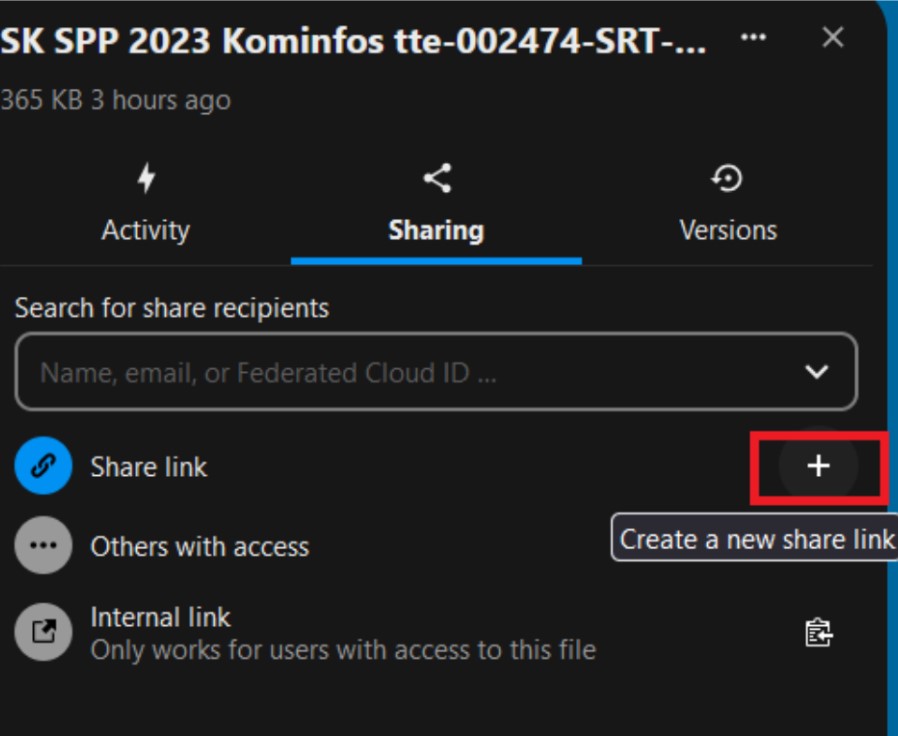 SK SPP 2023 Kominfos tte-002474-SRT-...
365 KB 3 hours ago
Activity
Sharing
Versions
Search for share recipients
Name, email, or Federated Cloud ID ...
Share link
Create a new share link
Others with access
Internal link
Only works for users with access to this file